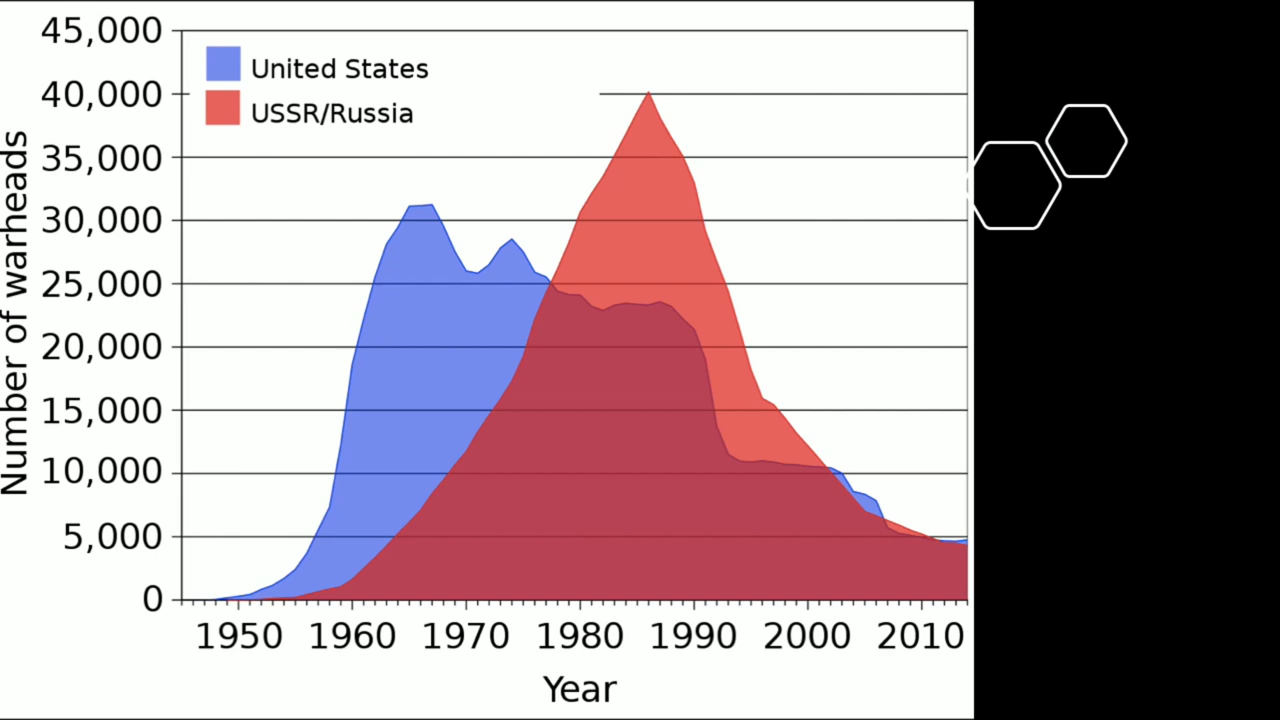 45,000
40,000
35,000
30,000
25,000
20,000
15,000
10,000
5,000
0
United States
USSR/Russia
Number of warheads
1950 1960 1970 1980 1990 2000 2010
Year